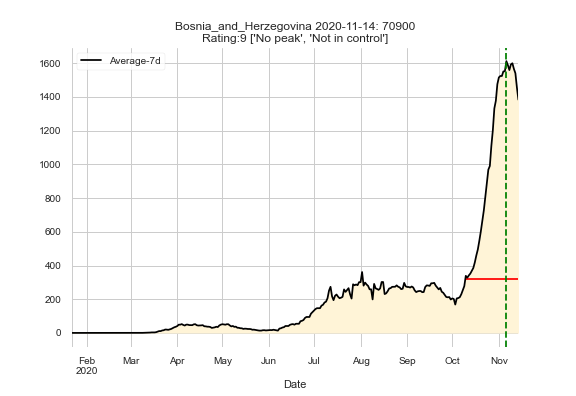 Bosnia_and_Herzegovina 2020-11-14: 70900
Rating:9 ['No peak', 'Not in control']
Average-7d
1600
1400
1200
1000
800
600
400
200
0
Feb Mar Apr May Jun Jul Aug Sep Oct Nov
2020
Date